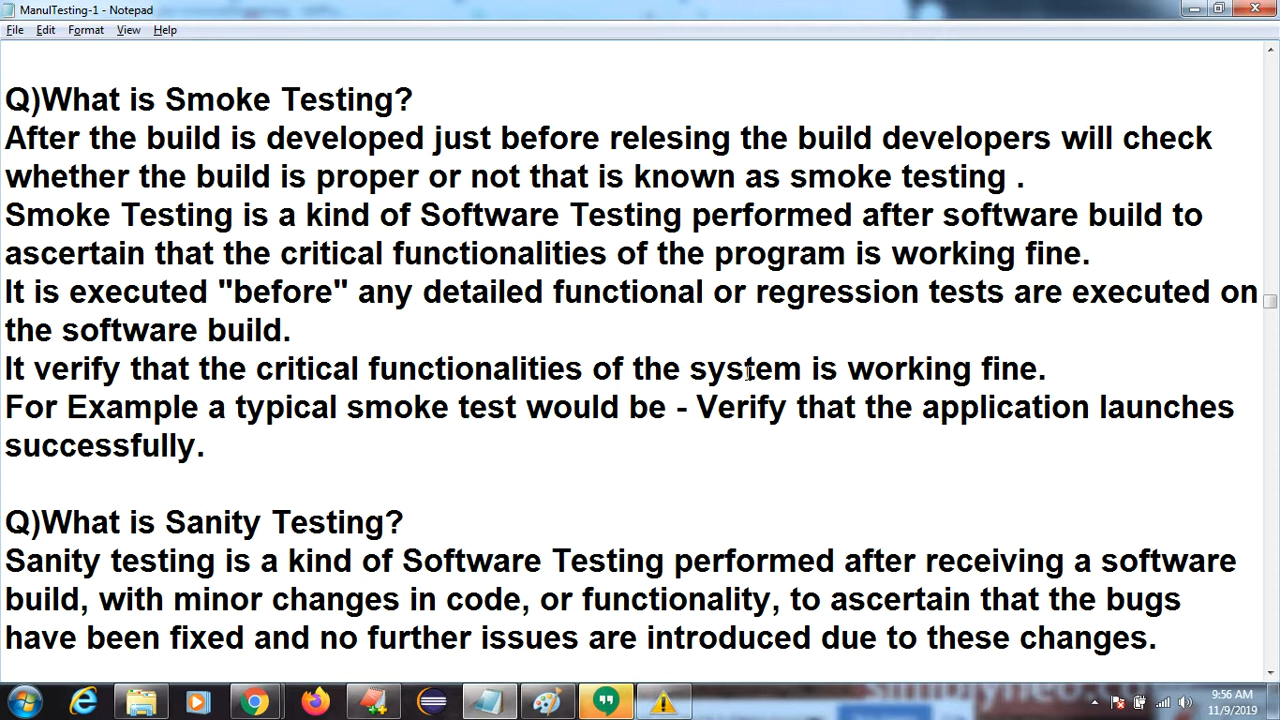 ManulTesting-1 - Notepad
File Edit Format View Help
Q)What is Smoke Testing?
After the build is developed just before relesing the build developers will check
whether the build is proper or not that is known as smoke testing .
Smoke Testing is a kind of Software Testing performed after software build to
ascertain that the critical functionalities of the program is working fine.
It is executed "before" any detailed functional or regression tests are executed on
the software build.
It verify that the critical functionalities of the system is working fine.
For Example a typical smoke test would be - Verify that the application launches
successfully.
Q)What is Sanity Testing?
Sanity testing is a kind of Software Testing performed after receiving a software
build, with minor changes in code, or functionality, to ascertain that the bugs
have been fixed and no further issues are introduced due to these changes.
9:56 AM
11/9/2019